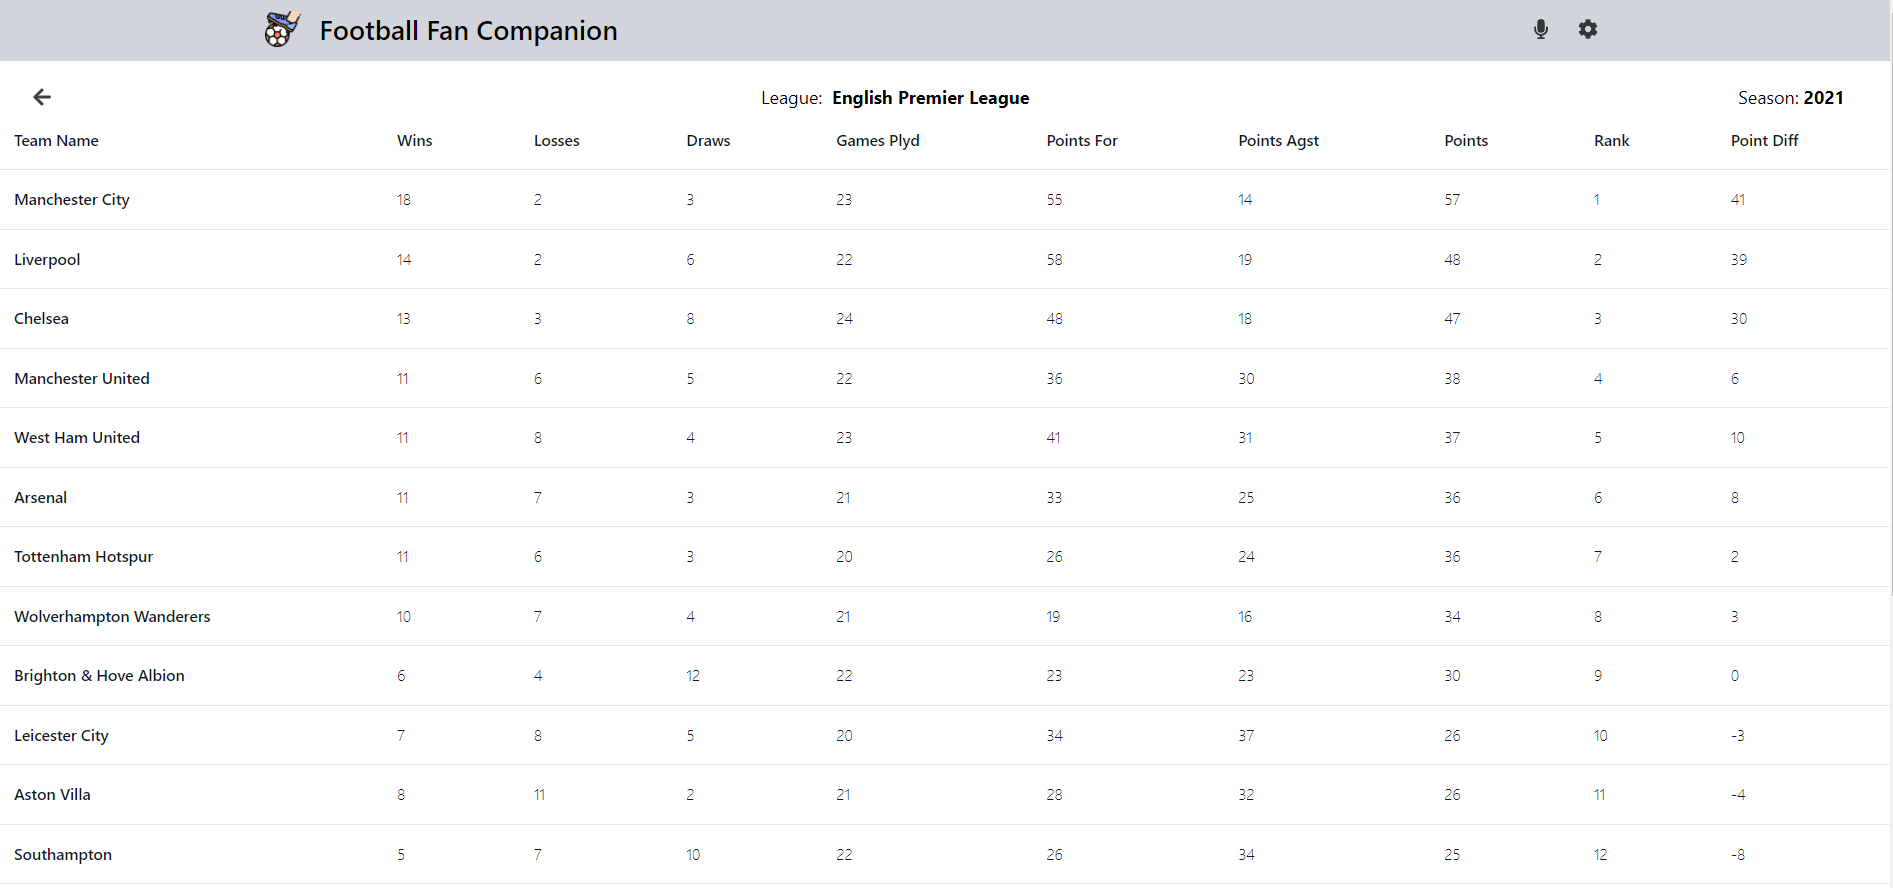 Football Fan Companion
League: English Premier League Season: 2021
Team Name Wins Losses Draws Games Plyd Points For Points Agst Points Rank Point Diff
Manchester City 18 2 3 23 55 14 57 1 41
Liverpool 14 2 6 22 58 19 48 2 39
Chelsea 13 3 8 24 48 18 47 3 30
Manchester United 11 6 5 22 36 30 38 4 6
West Ham United 11 8 4 23 41 31 37 5 10
Arsenal 11 7 3 21 33 25 36 6 8
Tottenham Hotspur 11 6 3 20 26 24 36 7 2
Wolverhampton Wanderers 10 7 4 21 19 16 34 8 3
Brighton & Hove Albion 6 4 12 22 23 23 30 9 0
Leicester City 7 8 5 20 34 37 26 10 -3
Aston Villa 8 11 2 21 28 32 26 11 -4
Southampton 5 7 10 22 26 34 25 12 -8